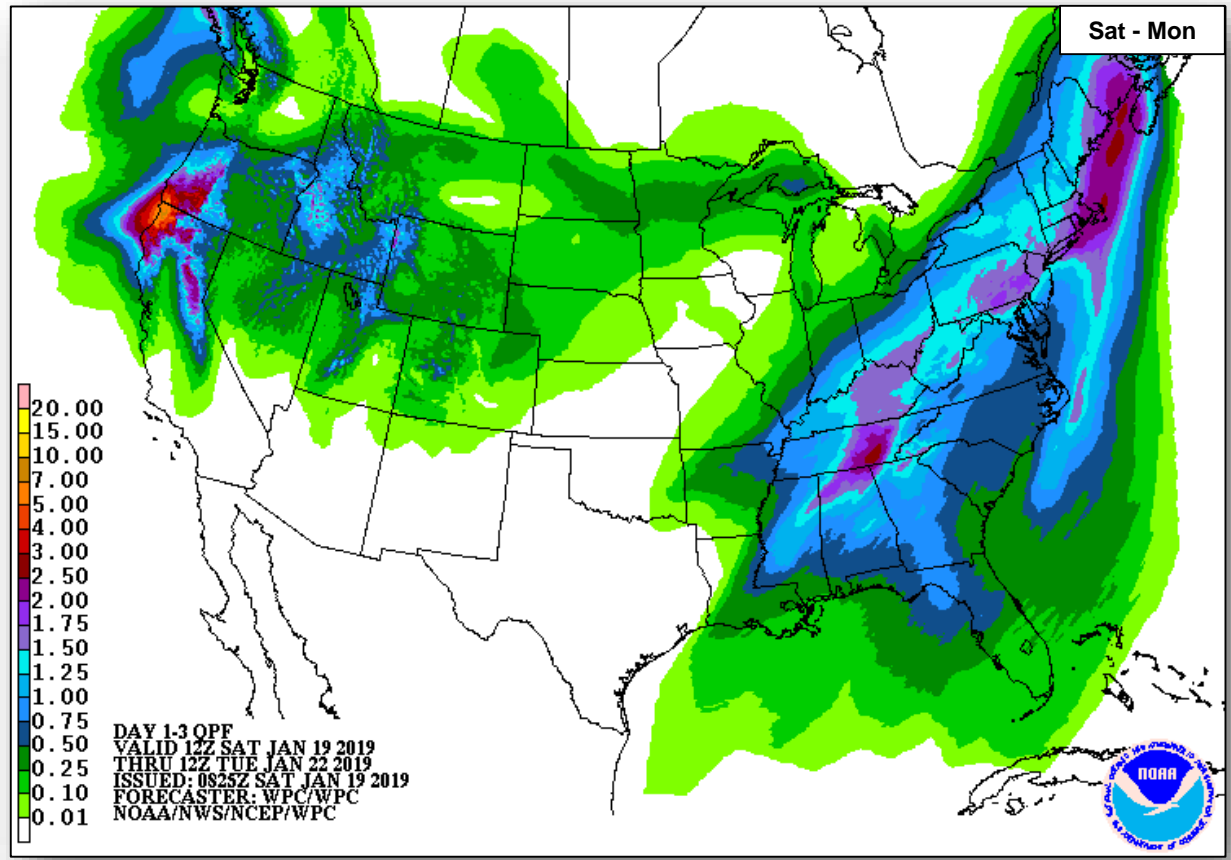 Sat - Mon
20.00
15.00
10.00
7.00
5.00
4.00
3.00
2.50
2.00
1.75
1.50
1.25
1.00
0.75
0.50
0.25
0.10
0.01
DAY 1-3 QPF
VALID 12Z SAT JAN 19 2019
THRU 12Z TUE JAN 22 2019
ISSUED: 0825Z SAT JAN 19 2019
FORECASTER: WPC/WPC
NOAA/NWS/NCEP/WPC
NOAA